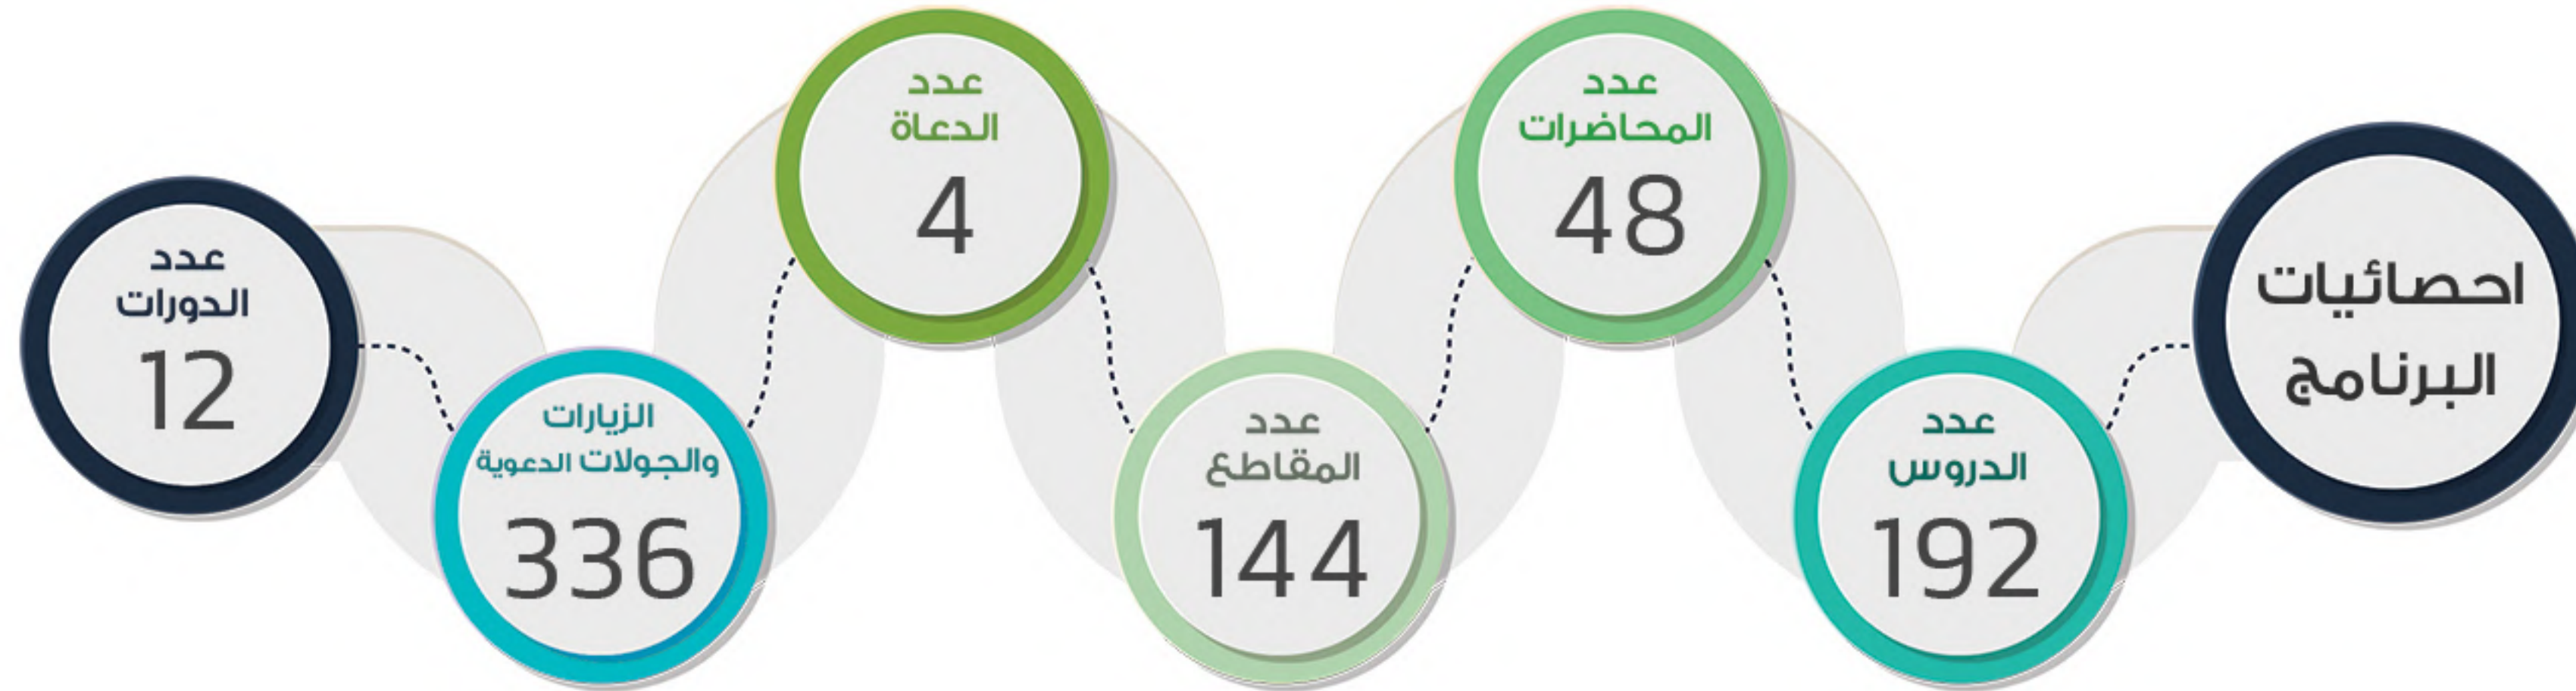 احصائيات
البرنامج
عدد
الدروس
192
عدد
المحاضرات
48
عدد
المقاطع
144
عدد
الدعاة
4
الزيارات
والجولات الدعوية
336
عدد
الدورات
12